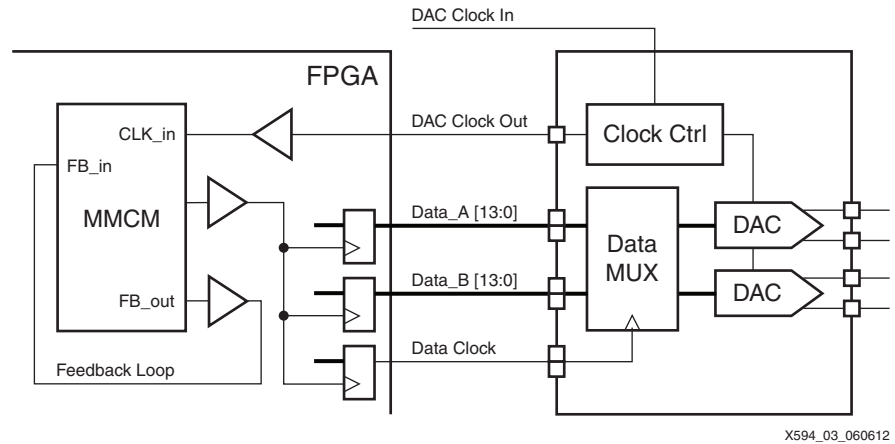 DAC Clock In
FPGA
CLK_in
DAC Clock Out
Clock Ctrl
FB_in
MMCM
Data_A [13:0]
DAC
Data
MUX
Data_B [13:0]
DAC
FB_out
Data Clock
Feedback Loop
X594_03_060612